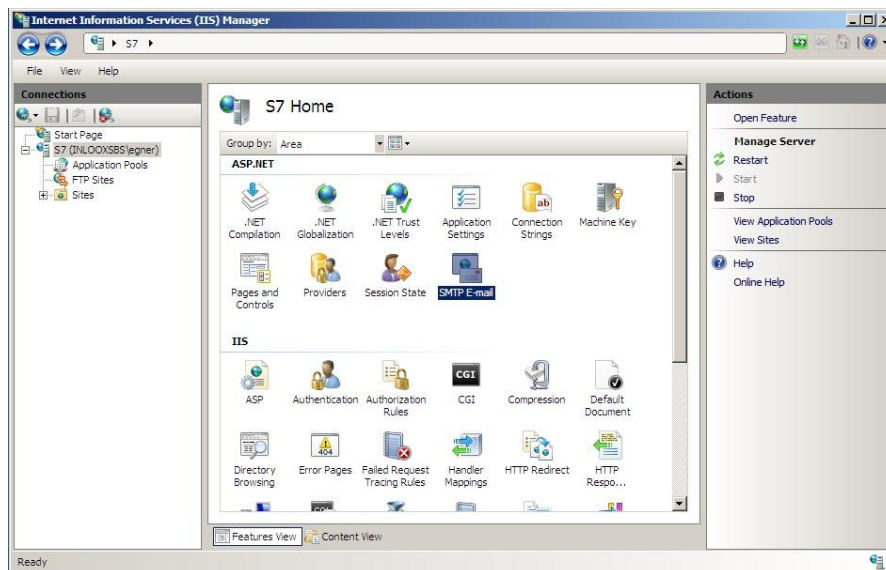 Internet Information Services (IIS) Manager
S7
File View Help
Connections
Start Page
S7 (INLOOXSBS\egner)
Application Pools
FTP Sites
Sites
S7 Home
Group by: Area
ASP.NET
.NET Compilation
.NET Globalization
.NET Trust Levels
Application Settings
Connection Strings
Machine Key
Pages and Controls
Providers
Session State
SMTP E-mail
IIS
ASP
Authentication
Authorization Rules
CGI
Compression
Default Document
Directory Browsing
Error Pages
Failed Request Tracing Rules
Handler Mappings
HTTP Redirect
HTTP Respo...
Features View
Content View
Actions
Open Feature
Manage Server
Restart
Start
Stop
View Application Pools
View Sites
Help
Online Help
Ready